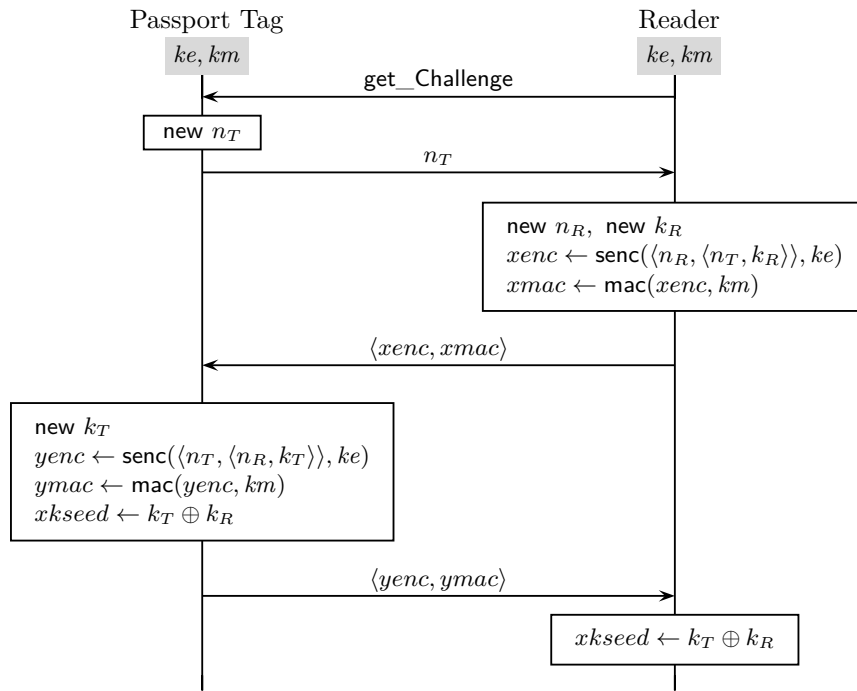 Passport Tag
Reader
ke, km
ke, km
get_Challenge
new n_T
n_T
new n_R, new k_R
xenc ← senc(⟨n_R, ⟨n_T, k_R⟩⟩, ke)
xmac ← mac(xenc, km)
⟨xenc, xmac⟩
new k_T
yenc ← senc(⟨n_T, ⟨n_R, k_T⟩⟩, ke)
ymac ← mac(yenc, km)
xkseed ← k_T ⊕ k_R
⟨yenc, ymac⟩
xkseed ← k_T ⊕ k_R